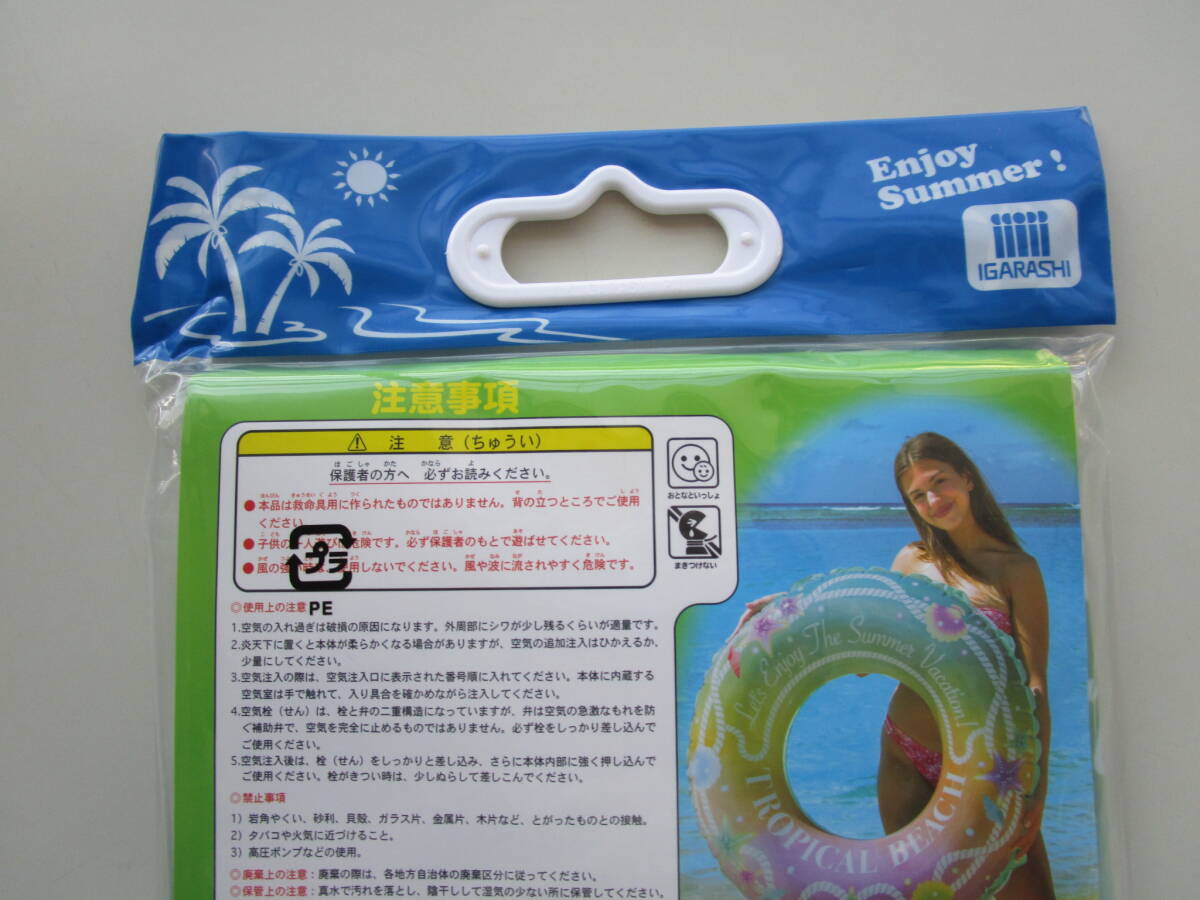 Enjoy
Summer!
IGARASHI
注意事項
注 意(ちゅうい)
保護者の方へ 必ずお読みください。
●本品は救命具用に作られたものではありません。背の立つところでご使用
ください
●子供の一人遊びは危険です。必ず保護者のもとで遊ばせてください。
●風の強い時は、使用しないでください。風や波に流されやすく危険です。
プラ
PE
おとなといっしょ
まきつけない
◎使用上の注意
1.空気の入れ過ぎは破損の原因になります。外周部にシワが少し残るくらいが適量です。
2.炎天下に置くと本体が柔らかくなる場合がありますが、空気の追加注入はひかえるか、
少量にしてください。
3.空気注入の際は、空気注入口に表示された番号順に入れてください。本体に内蔵する
空気室は手で触れて、入り具合を確かめながら注入してください。
4.空気栓(せん)は、栓と弁の二重構造になっていますが、弁は空気の急激なもれを防
ぐ補助弁で、空気を完全に止めるものではありません。必ず栓をしっかり差し込んで
ご使用ください。
5.空気注入後は、栓(せん)をしっかりと差し込み、さらに本体内部に強く押し込んで
ご使用ください。栓がきつい時は、少しぬらして差しこんでください。
◎禁止事項
1)岩角やくい、砂利、貝殻、ガラス片、金属片、木片など、とがったものとの接触。
2)タバコや火気に近づけること。
3)高圧ポンプなどの使用。
◎廃棄上の注意:廃棄の際は、各地方自治体の廃棄区分に従ってください。
◎保管上の注意:真水で汚れを落とし、陰干しして湿気の少ない所に保管してください。
Let's Enjoy The Summer Vacation!
TROPICAL BEACH